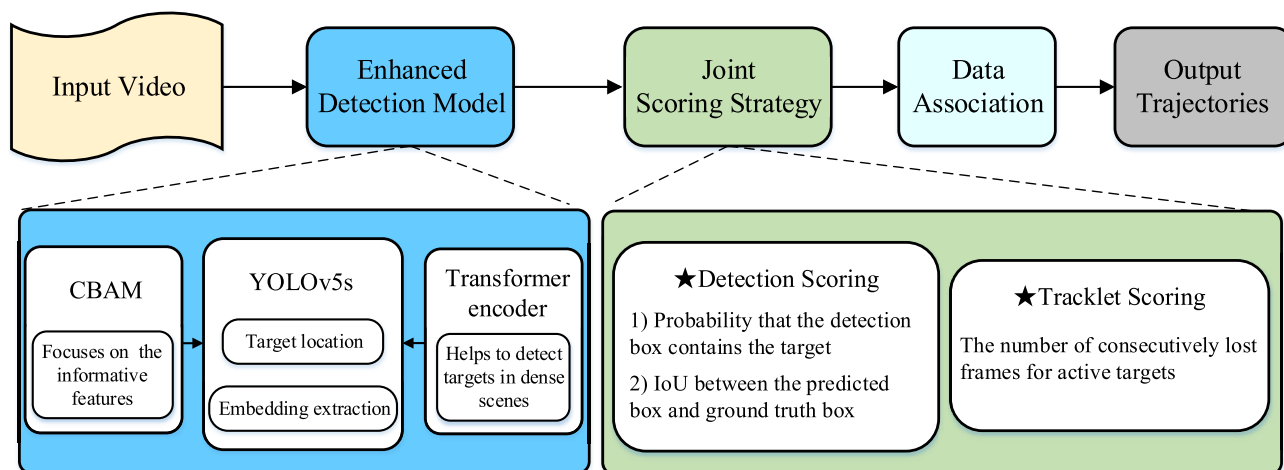 Input Video
Enhanced
Detection Model
Joint
Scoring Strategy
Data
Association
Output
Trajectories
CBAM
Focuses on the
informative
features
YOLOv5s
Target location
Embedding extraction
Transformer
encoder
Helps to detect
targets in dense
scenes
★Detection Scoring
1) Probability that the detection
box contains the target
2) IoU between the predicted
box and ground truth box
★Tracklet Scoring
The number of consecutively lost
frames for active targets